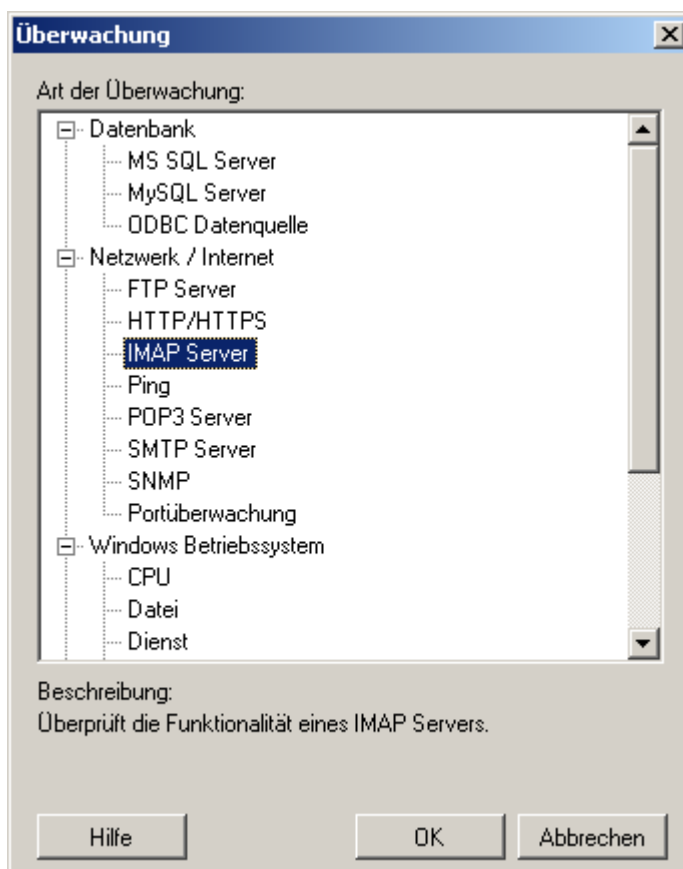 Überwachung
Art der Überwachung:
Datenbank
MS SQL Server
MySQL Server
ODBC Datenquelle
Netzwerk / Internet
FTP Server
HTTP/HTTPS
IMAP Server
Ping
POP3 Server
SMTP Server
SNMP
Portüberwachung
Windows Betriebssystem
CPU
Datei
Dienst
Beschreibung:
Überprüft die Funktionalität eines IMAP Servers.
Hilfe OK Abbrechen